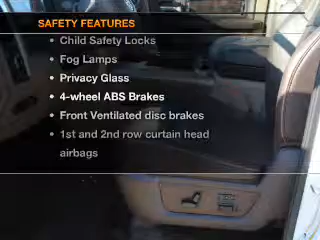 SAFETY FEATURES
• Child Safety Locks
• Fog Lamps
• Privacy Glass
• 4-wheel ABS Brakes
• Front Ventilated disc brakes
• 1st and 2nd row curtain head
airbags